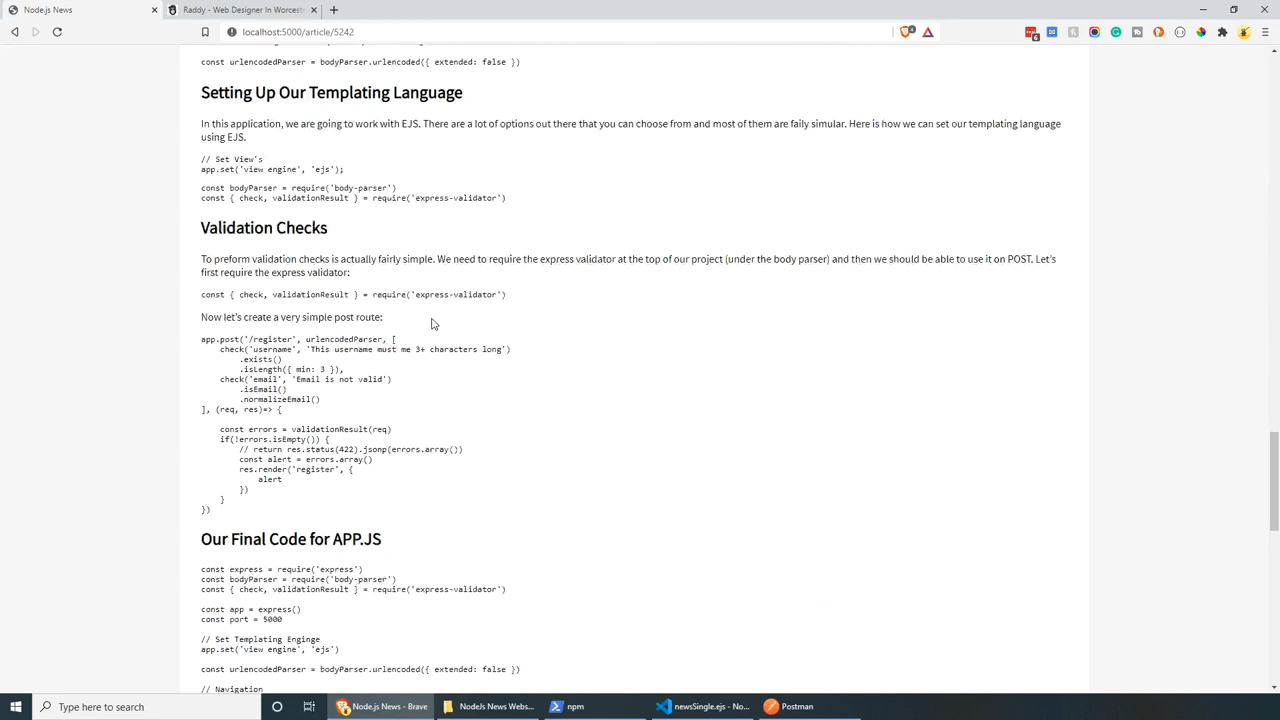 Node.js News
Raddy - Web Designer In Worcest
localhost:5000/article/5242
const urlencodedParser = bodyParser.urlencoded({ extended: false })
Setting Up Our Templating Language
In this application, we are going to work with EJS. There are a lot of options out there that you can choose from and most of them are faily simular. Here is how we can set our templating language
using EJS.
// Set View's
app.set('view engine', 'ejs');
const bodyParser = require('body-parser')
const { check, validationResult } = require('express-validator')
Validation Checks
To preform validation checks is actually fairly simple. We need to require the express validator at the top of our project (under the body parser) and then we should be able to use it on POST. Let's
first require the express validator:
const { check, validationResult } = require('express-validator')
Now let's create a very simple post route:
app.post('/register', urlencodedParser, [
check('username', 'This username must me 3+ characters long')
.exists()
.isLength({ min: 3 }),
check('email', 'Email is not valid')
.isEmail()
.normalizeEmail()
], (req, res)=> {
const errors = validationResult(req)
if(!errors.isEmpty()) {
// return res.status(422).jsonp(errors.array())
const alert = errors.array()
res.render('register', {
alert
})
}
})
Our Final Code for APP.JS
const express = require('express')
const bodyParser = require('body-parser')
const { check, validationResult } = require('express-validator')
const app = express()
const port = 5000
// Set Templating Enginge
app.set('view engine', 'ejs')
const urlencodedParser = bodyParser.urlencoded({ extended: false })
// Navigation
Type here to search
Node.js News - Brave
NodeJs News Webs...
npm
newsSingle.ejs - No...
Postman